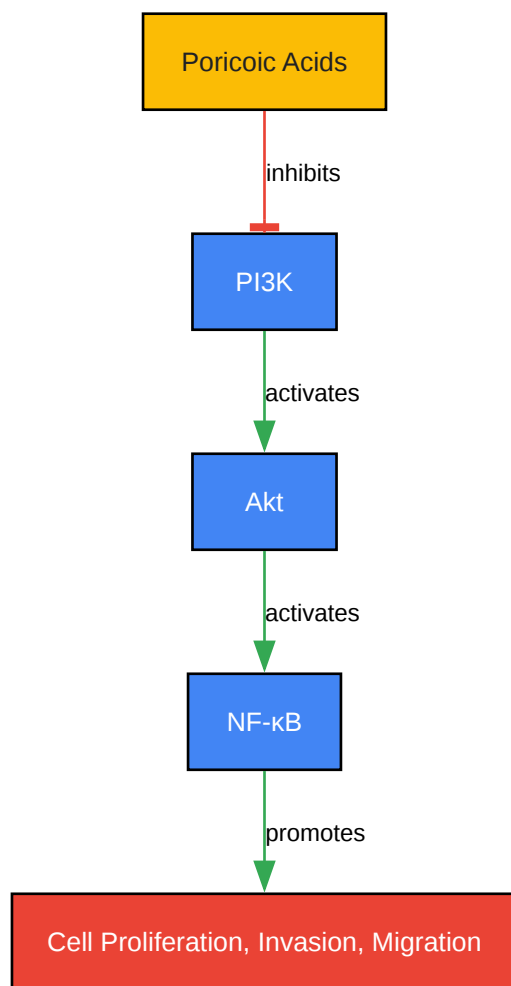 Poricoic Acids
inhibits
PI3K
activates
Akt
activates
NF-κB
promotes
Cell Proliferation, Invasion, Migration